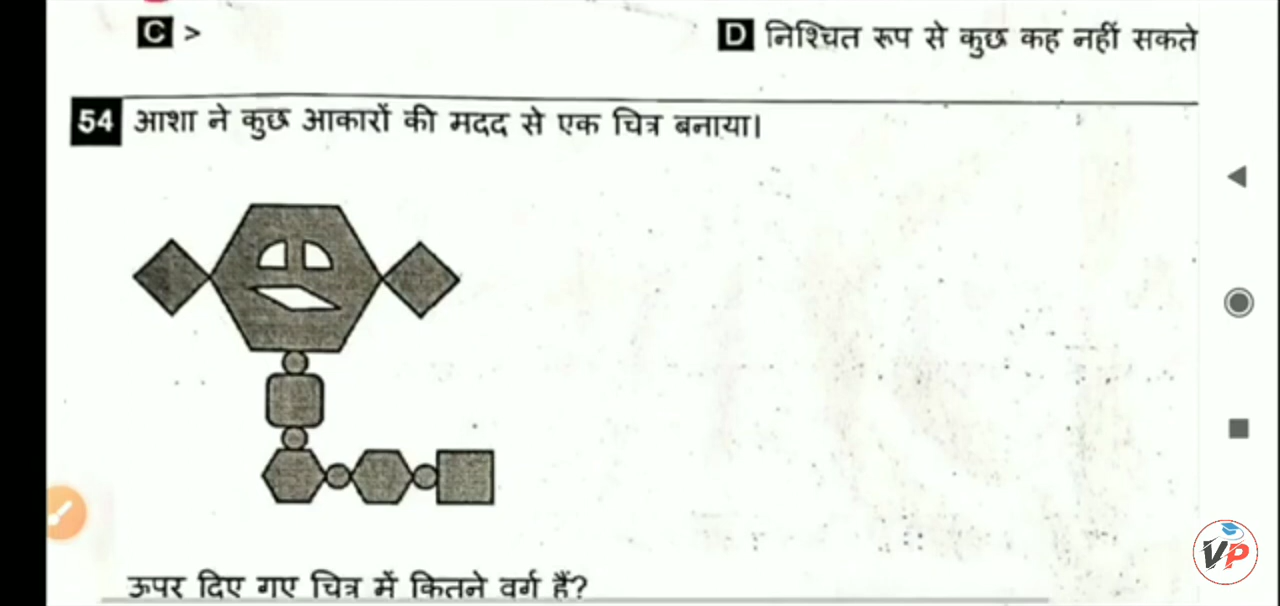 C >
D निश्चित रूप से कुछ कह नहीं सकते
54 आशा ने कुछ आकारों की मदद से एक चित्र बनाया।
ऊपर दिए गए चित्र में कितने वर्ग हैं?
VP